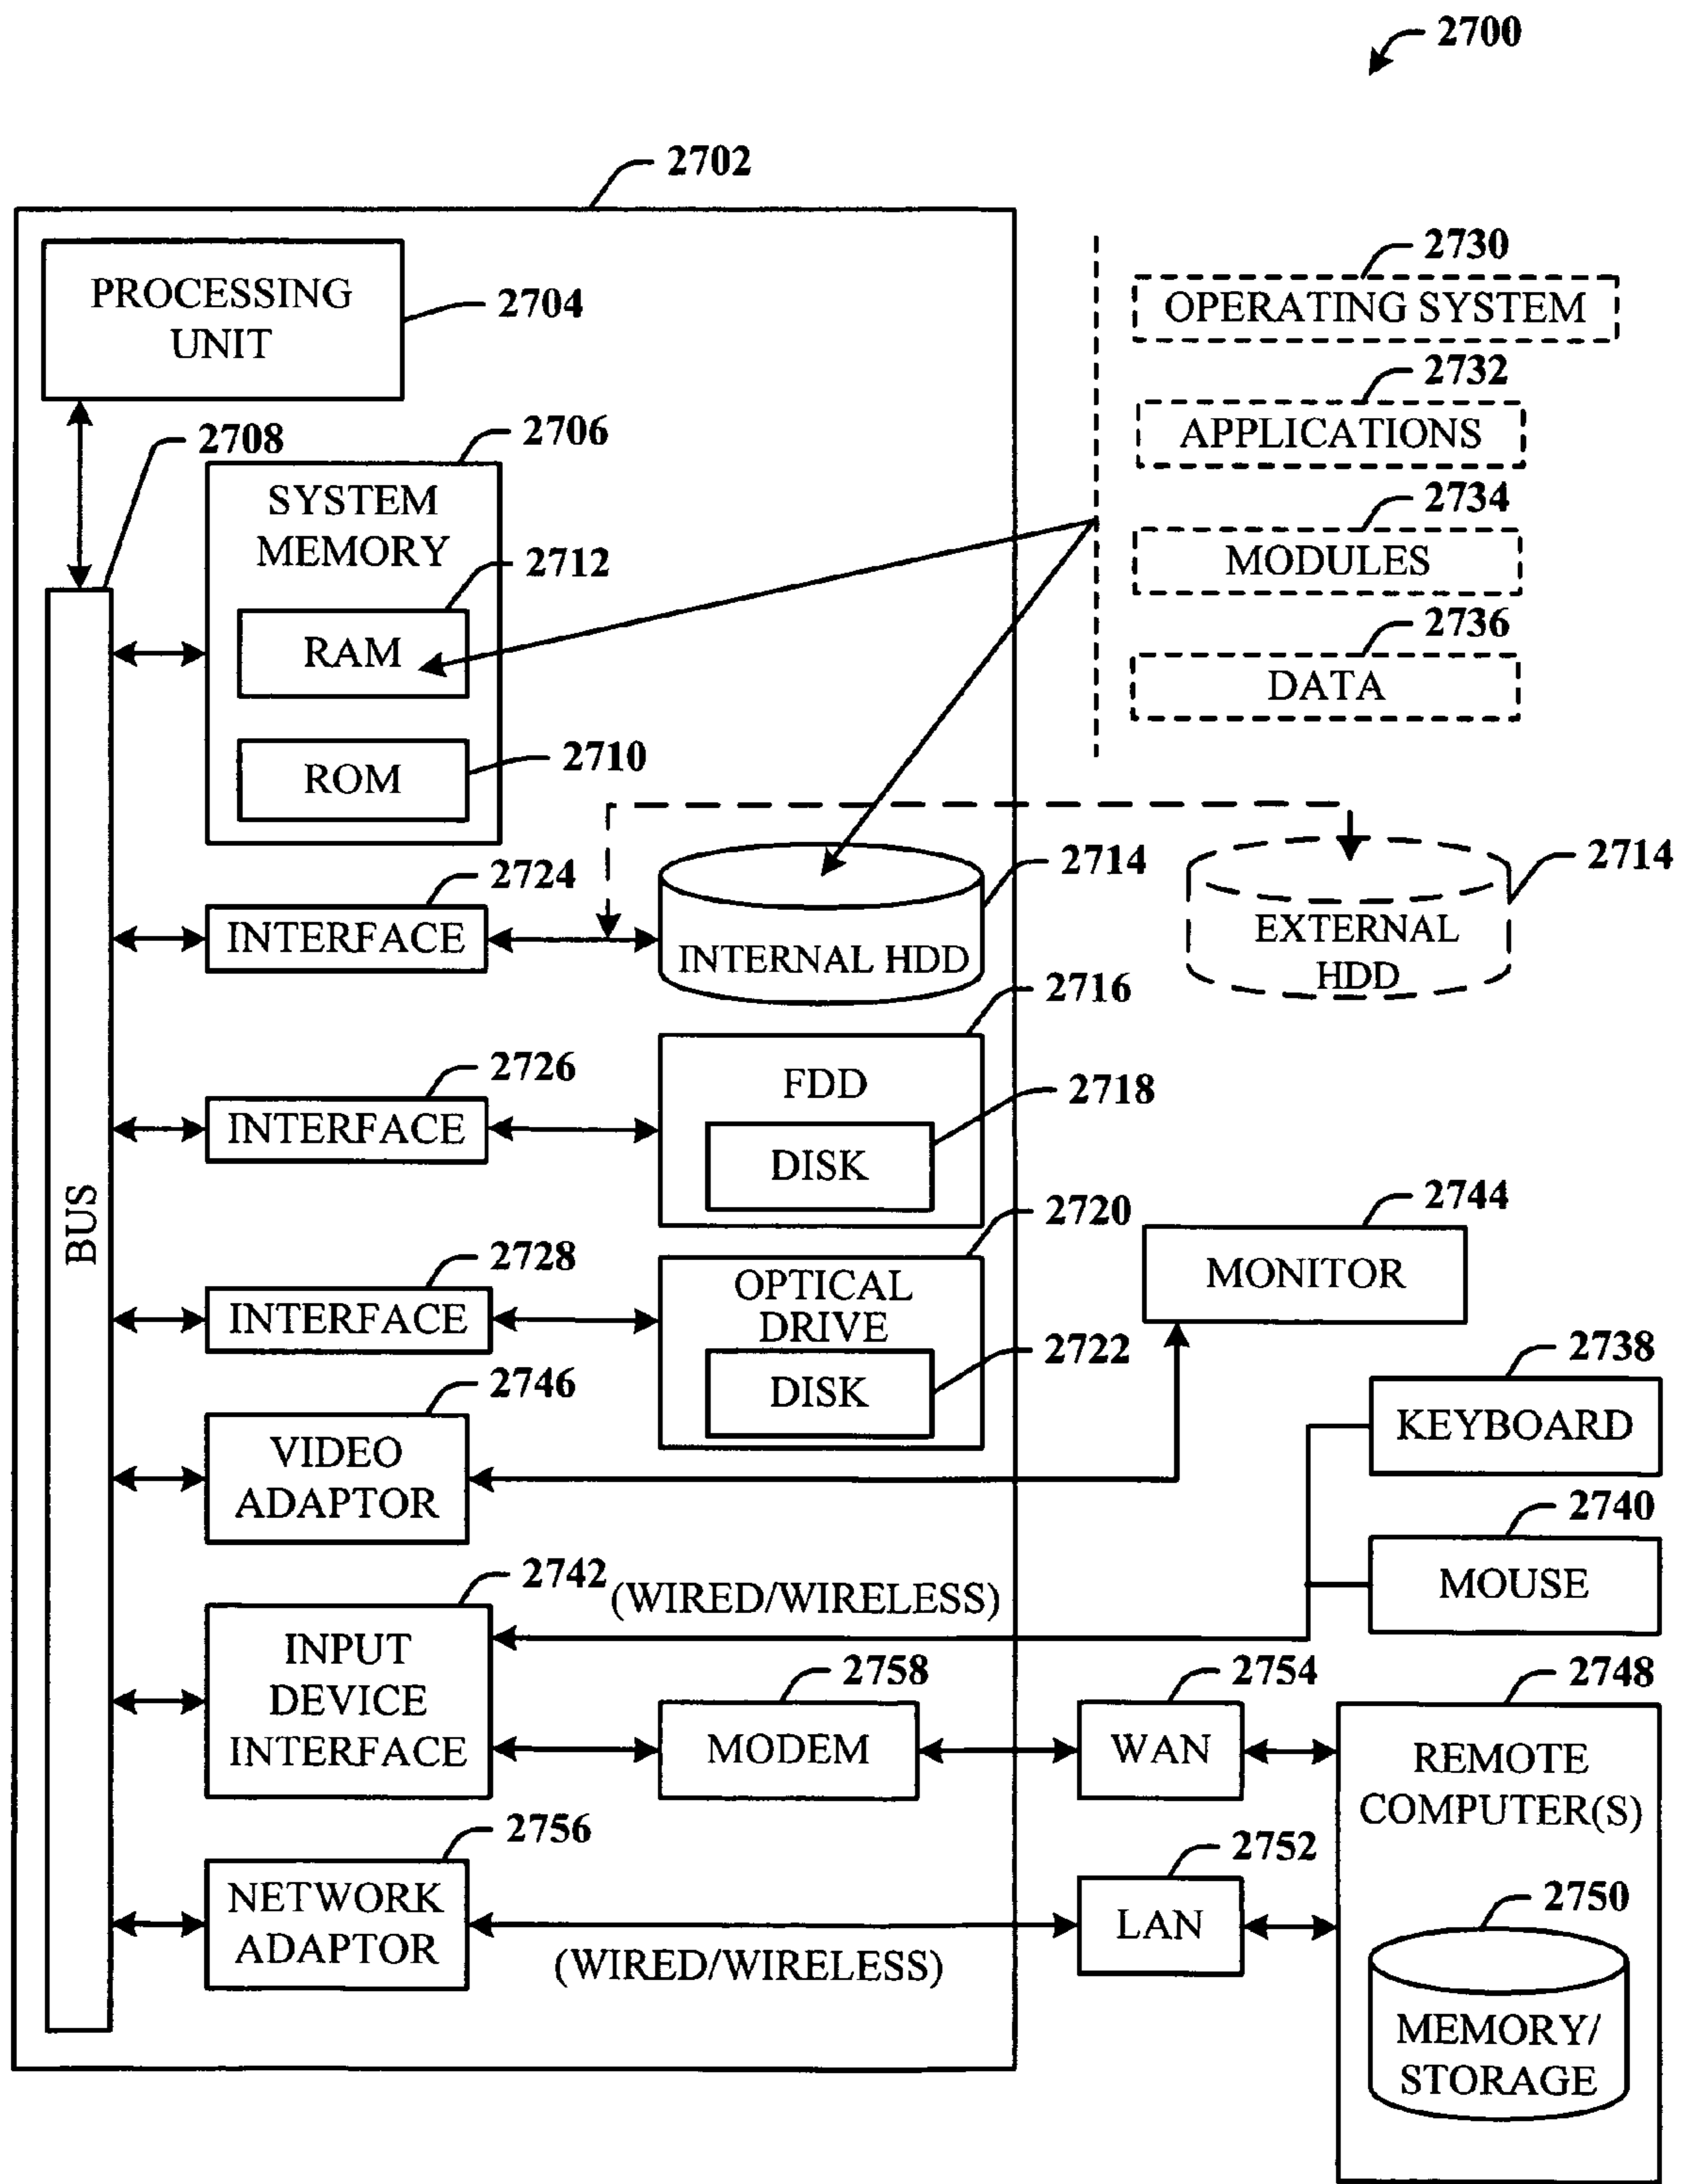 2700
2702
PROCESSING
UNIT
2704
2730
OPERATING SYSTEM
2732
APPLICATIONS
2734
MODULES
2736
DATA
2708
2706
SYSTEM
MEMORY
2712
RAM
2710
ROM
2724
INTERFACE
2714
INTERNAL HDD
2714
EXTERNAL
HDD
2716
FDD
2718
DISK
2726
INTERFACE
BUS
2720
OPTICAL
DRIVE
2722
DISK
2728
INTERFACE
2744
MONITOR
2746
VIDEO
ADAPTOR
2738
KEYBOARD
2740
MOUSE
2742
(WIRED/WIRELESS)
INPUT
DEVICE
INTERFACE
2758
MODEM
2754
WAN
2748
REMOTE
COMPUTER(S)
2756
NETWORK
ADAPTOR
(WIRED/WIRELESS)
2752
LAN
2750
MEMORY/
STORAGE